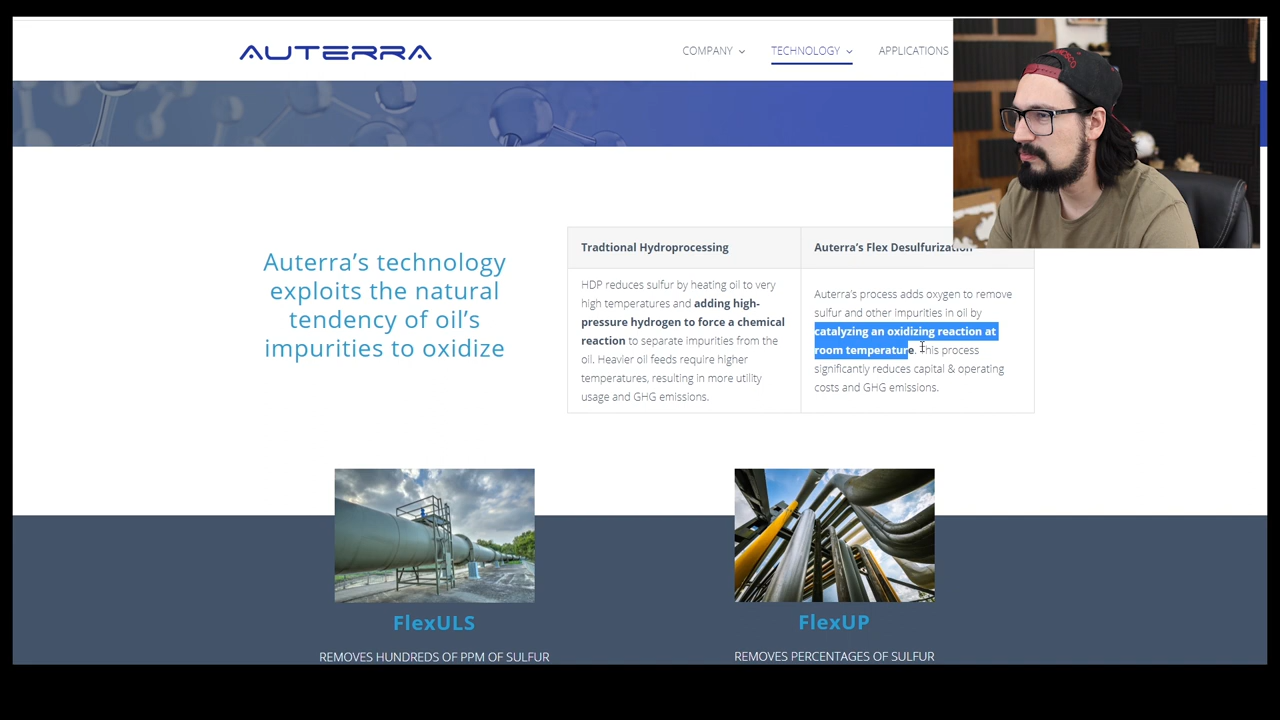 AUTERRA
COMPANY
TECHNOLOGY
APPLICATIONS
Auterra's technology
exploits the natural
tendency of oil's
impurities to oxidize
Tradtional Hydroprocessing
HDP reduces sulfur by heating oil to very
high temperatures and adding high-
pressure hydrogen to force a chemical
reaction to separate impurities from the
oil. Heavier oil feeds require higher
temperatures, resulting in more utility
usage and GHG emissions.
Auterra's Flex Desulfurization
Auterra's process adds oxygen to remove
sulfur and other impurities in oil by
catalyzing an oxidizing reaction at
room temperature. This process
significantly reduces capital & operating
costs and GHG emissions.
FlexULS
REMOVES HUNDREDS OF PPM OF SULFUR
FlexUP
REMOVES PERCENTAGES OF SULFUR